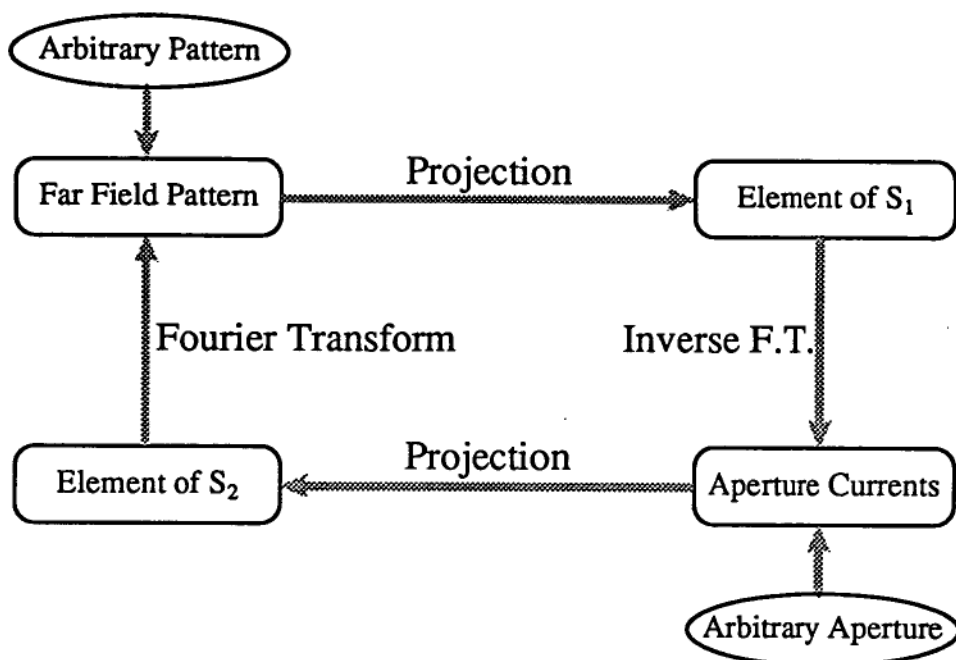 Arbitrary Pattern
Projection
Far Field Pattern
Element of S₁
Fourier Transform
Inverse F.T.
Projection
Element of S₂
Aperture Currents
Arbitrary Aperture